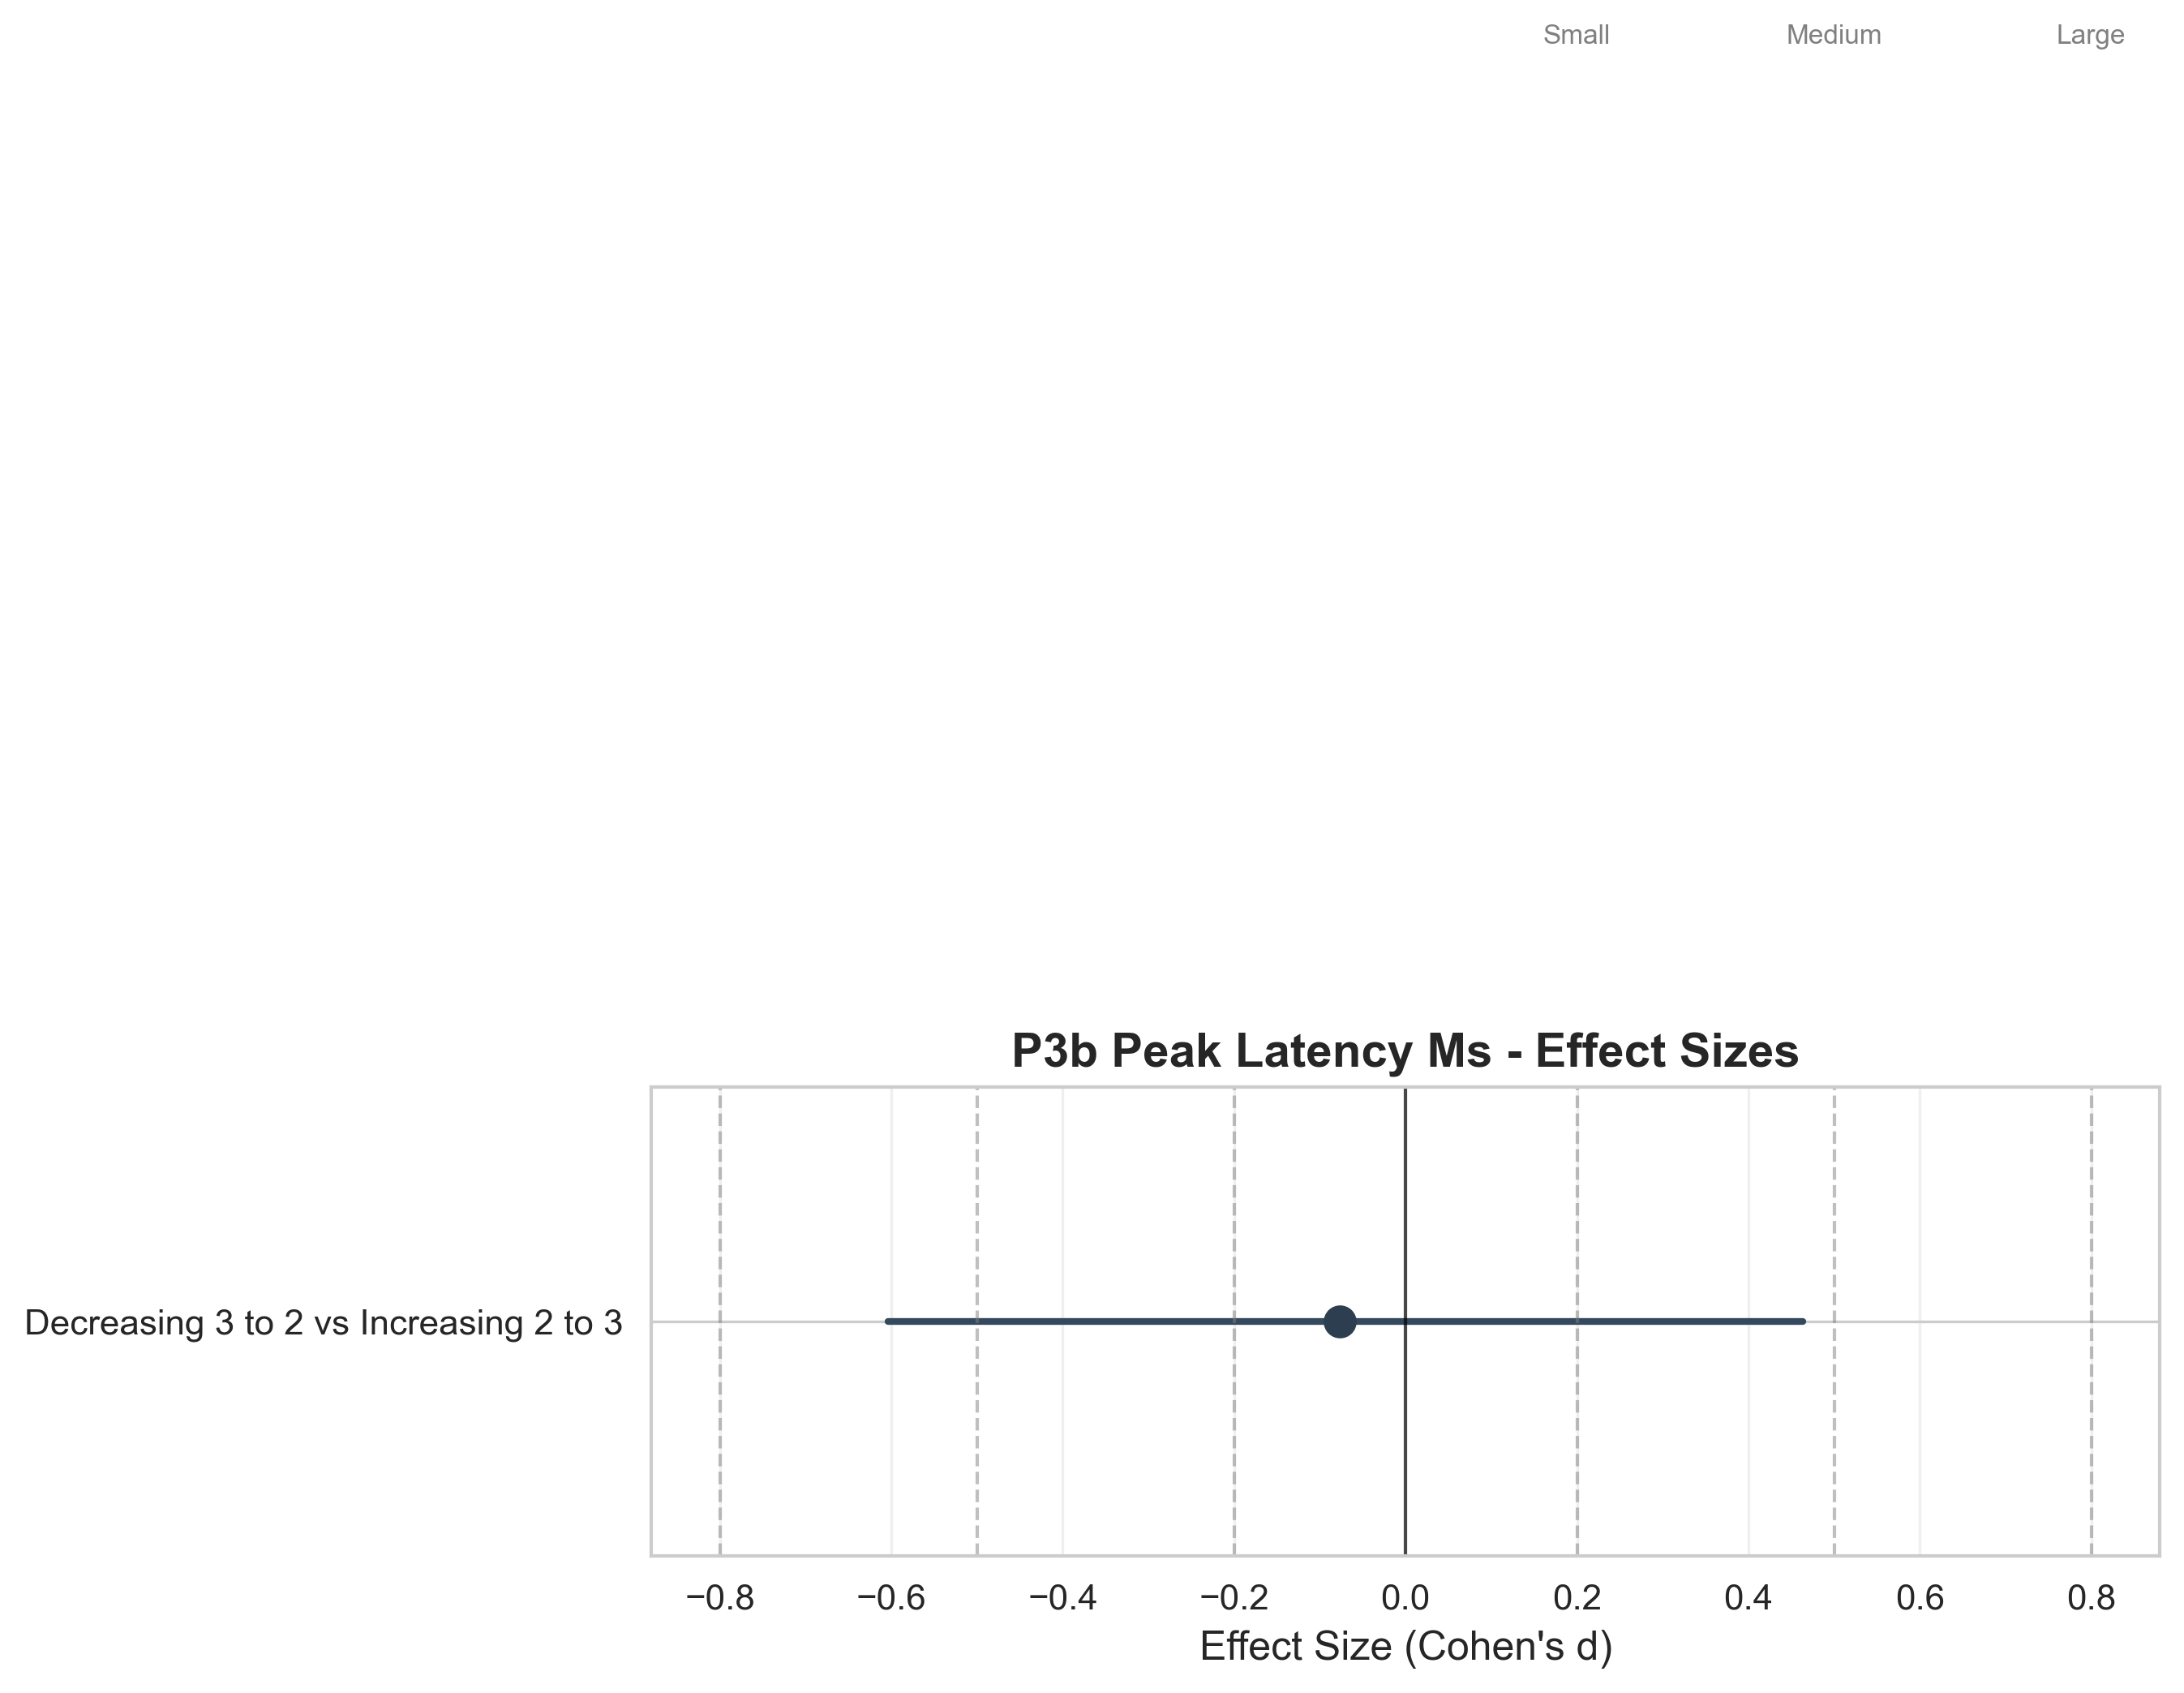 Small Medium Large
P3b Peak Latency Ms - Effect Sizes
Decreasing 3 to 2 vs Increasing 2 to 3
−0.8 −0.6 −0.4 −0.2 0.0 0.2 0.4 0.6 0.8
Effect Size (Cohen's d)